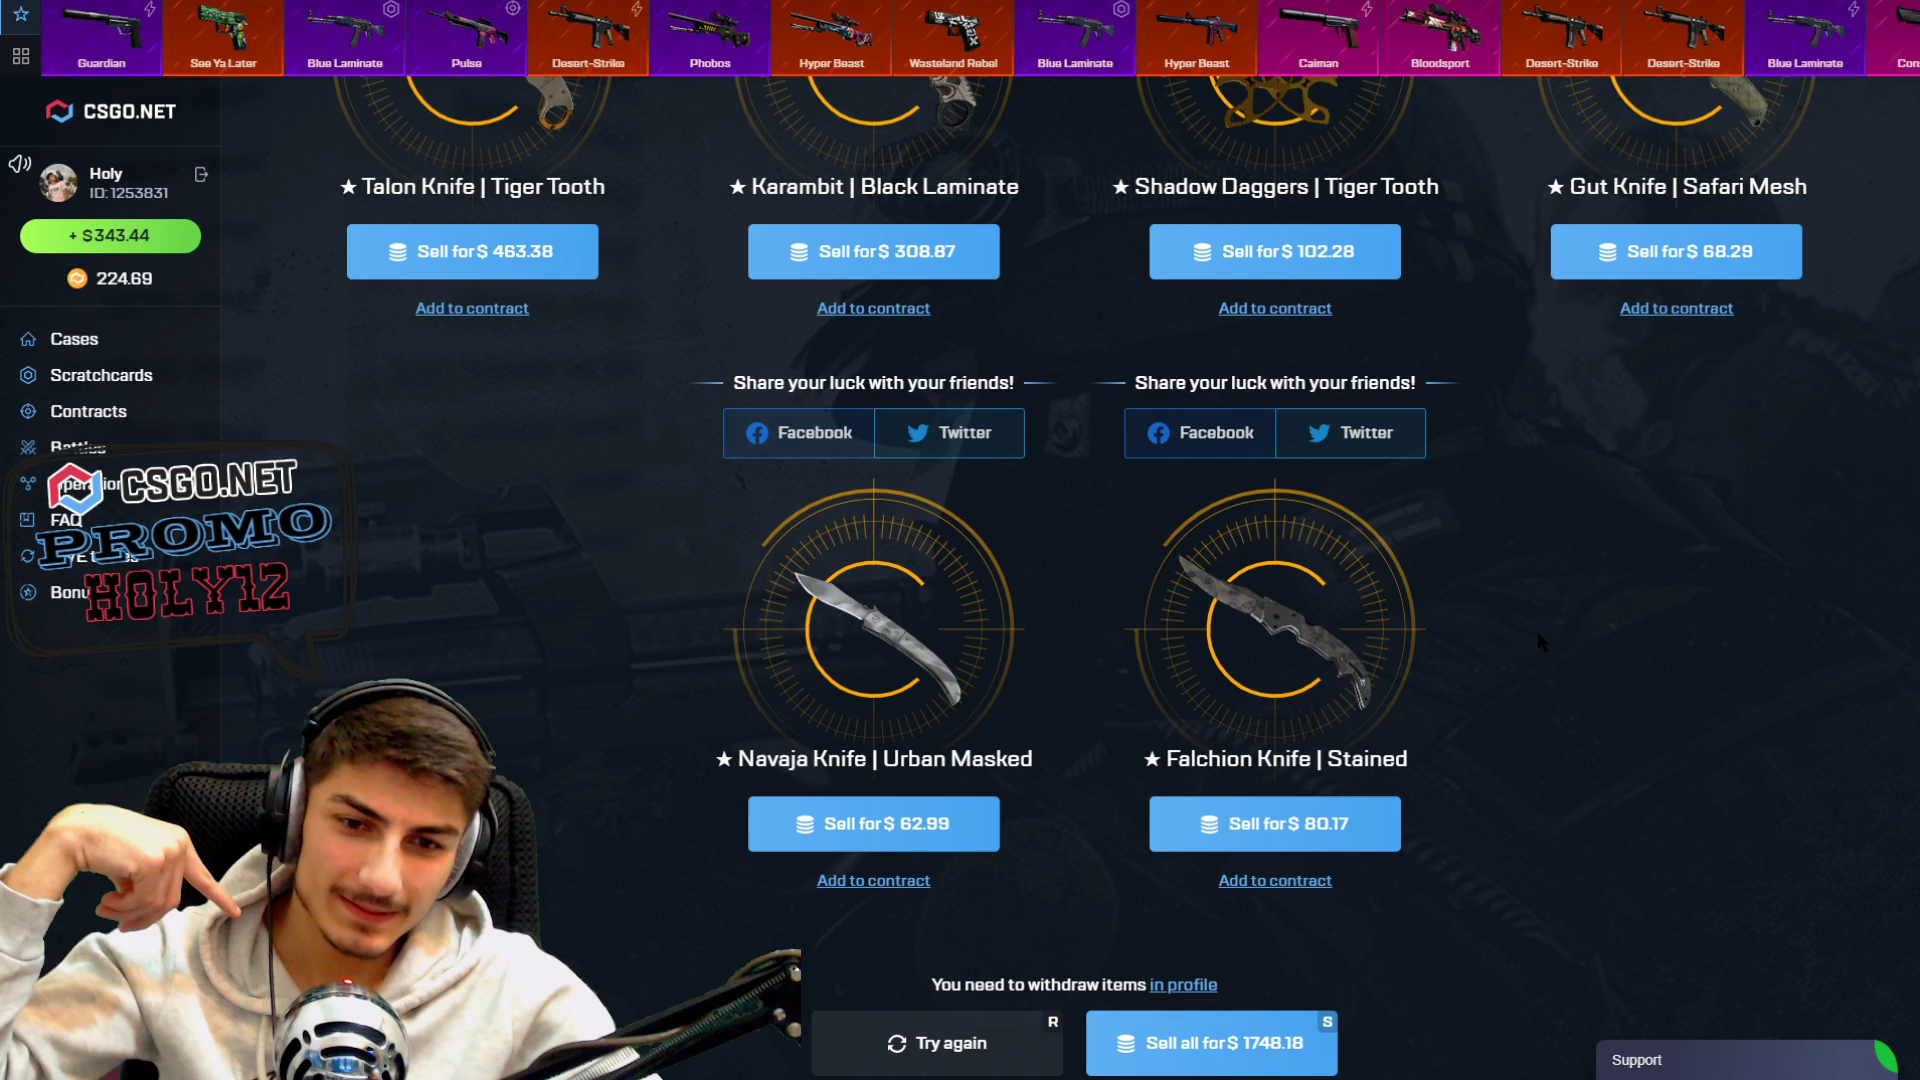 Guardian
See Ya Later
Blue Laminate
Pulse
Desert-Strike
Phobos
Hyper Beast
Wasteland Rebel
Blue Laminate
Hyper Beast
Caiman
Bloodsport
Desert-Strike
Desert-Strike
Blue Laminate
CSGO.NET
Holy
ID: 1253831
+ $343.44
224.69
Cases
Scratchcards
Contracts
Battles
FAQ
CSGO.NET
PROMO
HOLY12
★ Talon Knife | Tiger Tooth
Sell for $ 463.38
Add to contract
★ Karambit | Black Laminate
Sell for $ 308.87
Add to contract
★ Shadow Daggers | Tiger Tooth
Sell for $ 102.28
Add to contract
★ Gut Knife | Safari Mesh
Sell for $ 68.29
Add to contract
Share your luck with your friends!
Facebook
Twitter
Share your luck with your friends!
Facebook
Twitter
★ Navaja Knife | Urban Masked
Sell for $ 62.99
Add to contract
★ Falchion Knife | Stained
Sell for $ 80.17
Add to contract
You need to withdraw items in profile
Try again
R
Sell all for $ 1748.18
S
Support